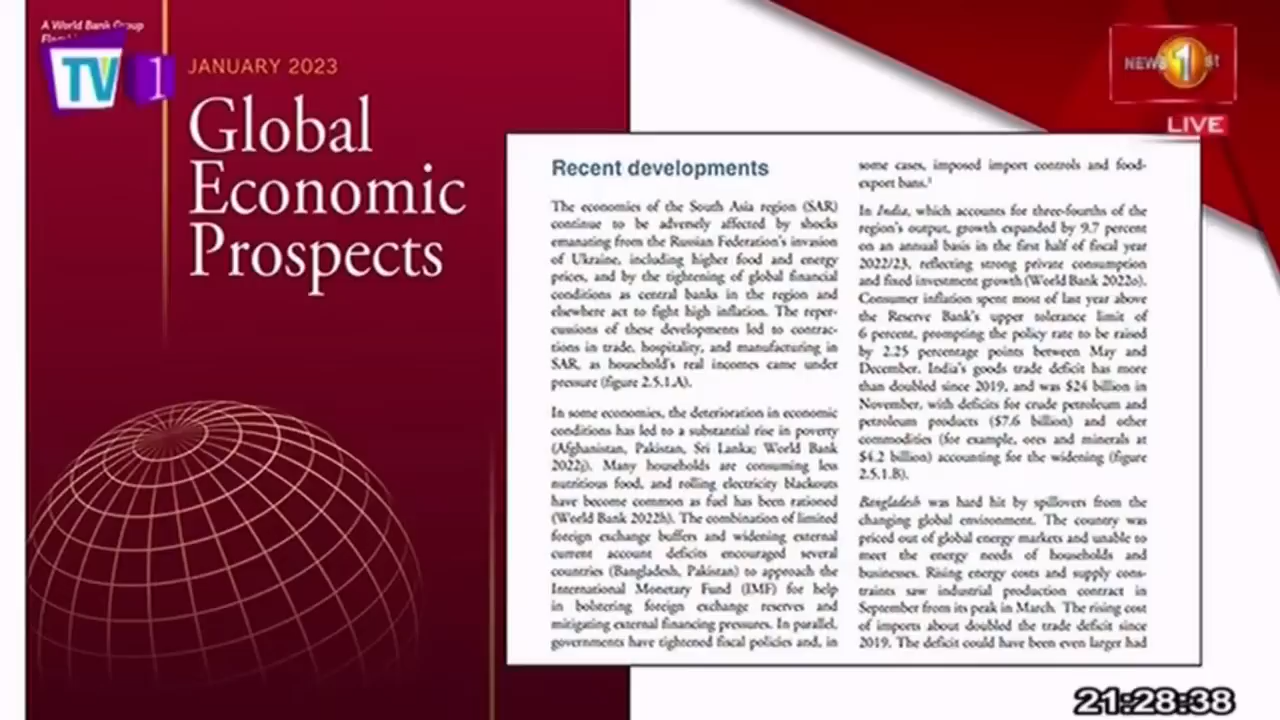 A World Bank Group
TV 1
JANUARY 2023
Global
Economic
Prospects
NEWS 1st
LIVE
Recent developments
The economies of the South Asia region (SAR)
continue to be adversely affected by shocks
emanating from the Russian Federation's invasion
of Ukraine, including higher food and energy
prices, and by the tightening of global financial
conditions as central banks in the region and
elsewhere act to fight high inflation. The reper-
cussions of these developments led to contrac-
tions in trade, hospitality, and manufacturing in
SAR, as household's real incomes came under
pressure (figure 2.5.1.A).
In some economies, the deterioration in economic
conditions has led to a substantial rise in poverty
(Afghanistan, Pakistan, Sri Lanka; World Bank
2022j). Many households are consuming less
nutritious food, and rolling electricity blackouts
have become common as fuel has been rationed
(World Bank 2022h). The combination of limited
foreign exchange buffers and widening external
current account deficits encouraged several
countries (Bangladesh, Pakistan) to approach the
International Monetary Fund (IMF) for help
in bolstering foreign exchange reserves and
mitigating external financing pressures. In parallel,
governments have tightened fiscal policies and, in
some cases, imposed import controls and food-
export bans.¹
In India, which accounts for three-fourths of the
region's output, growth expanded by 9.7 percent
on an annual basis in the first half of fiscal year
2022/23, reflecting strong private consumption
and fixed investment growth (World Bank 2022o).
Consumer inflation spent most of last year above
the Reserve Bank's upper tolerance limit of
6 percent, prompting the policy rate to be raised
by 2.25 percentage points between May and
December. India's goods trade deficit has more
than doubled since 2019, and was $24 billion in
November, with deficits for crude petroleum and
petroleum products ($7.6 billion) and other
commodities (for example, ores and minerals at
$4.2 billion) accounting for the widening (figure
2.5.1.B).
Bangladesh was hard hit by spillovers from the
changing global environment. The country was
priced out of global energy markets and unable to
meet the energy needs of households and
businesses. Rising energy costs and supply cons-
traints saw industrial production contract in
September from its peak in March. The rising cost
of imports about doubled the trade deficit since
2019. The deficit could have been even larger had
21:28:38